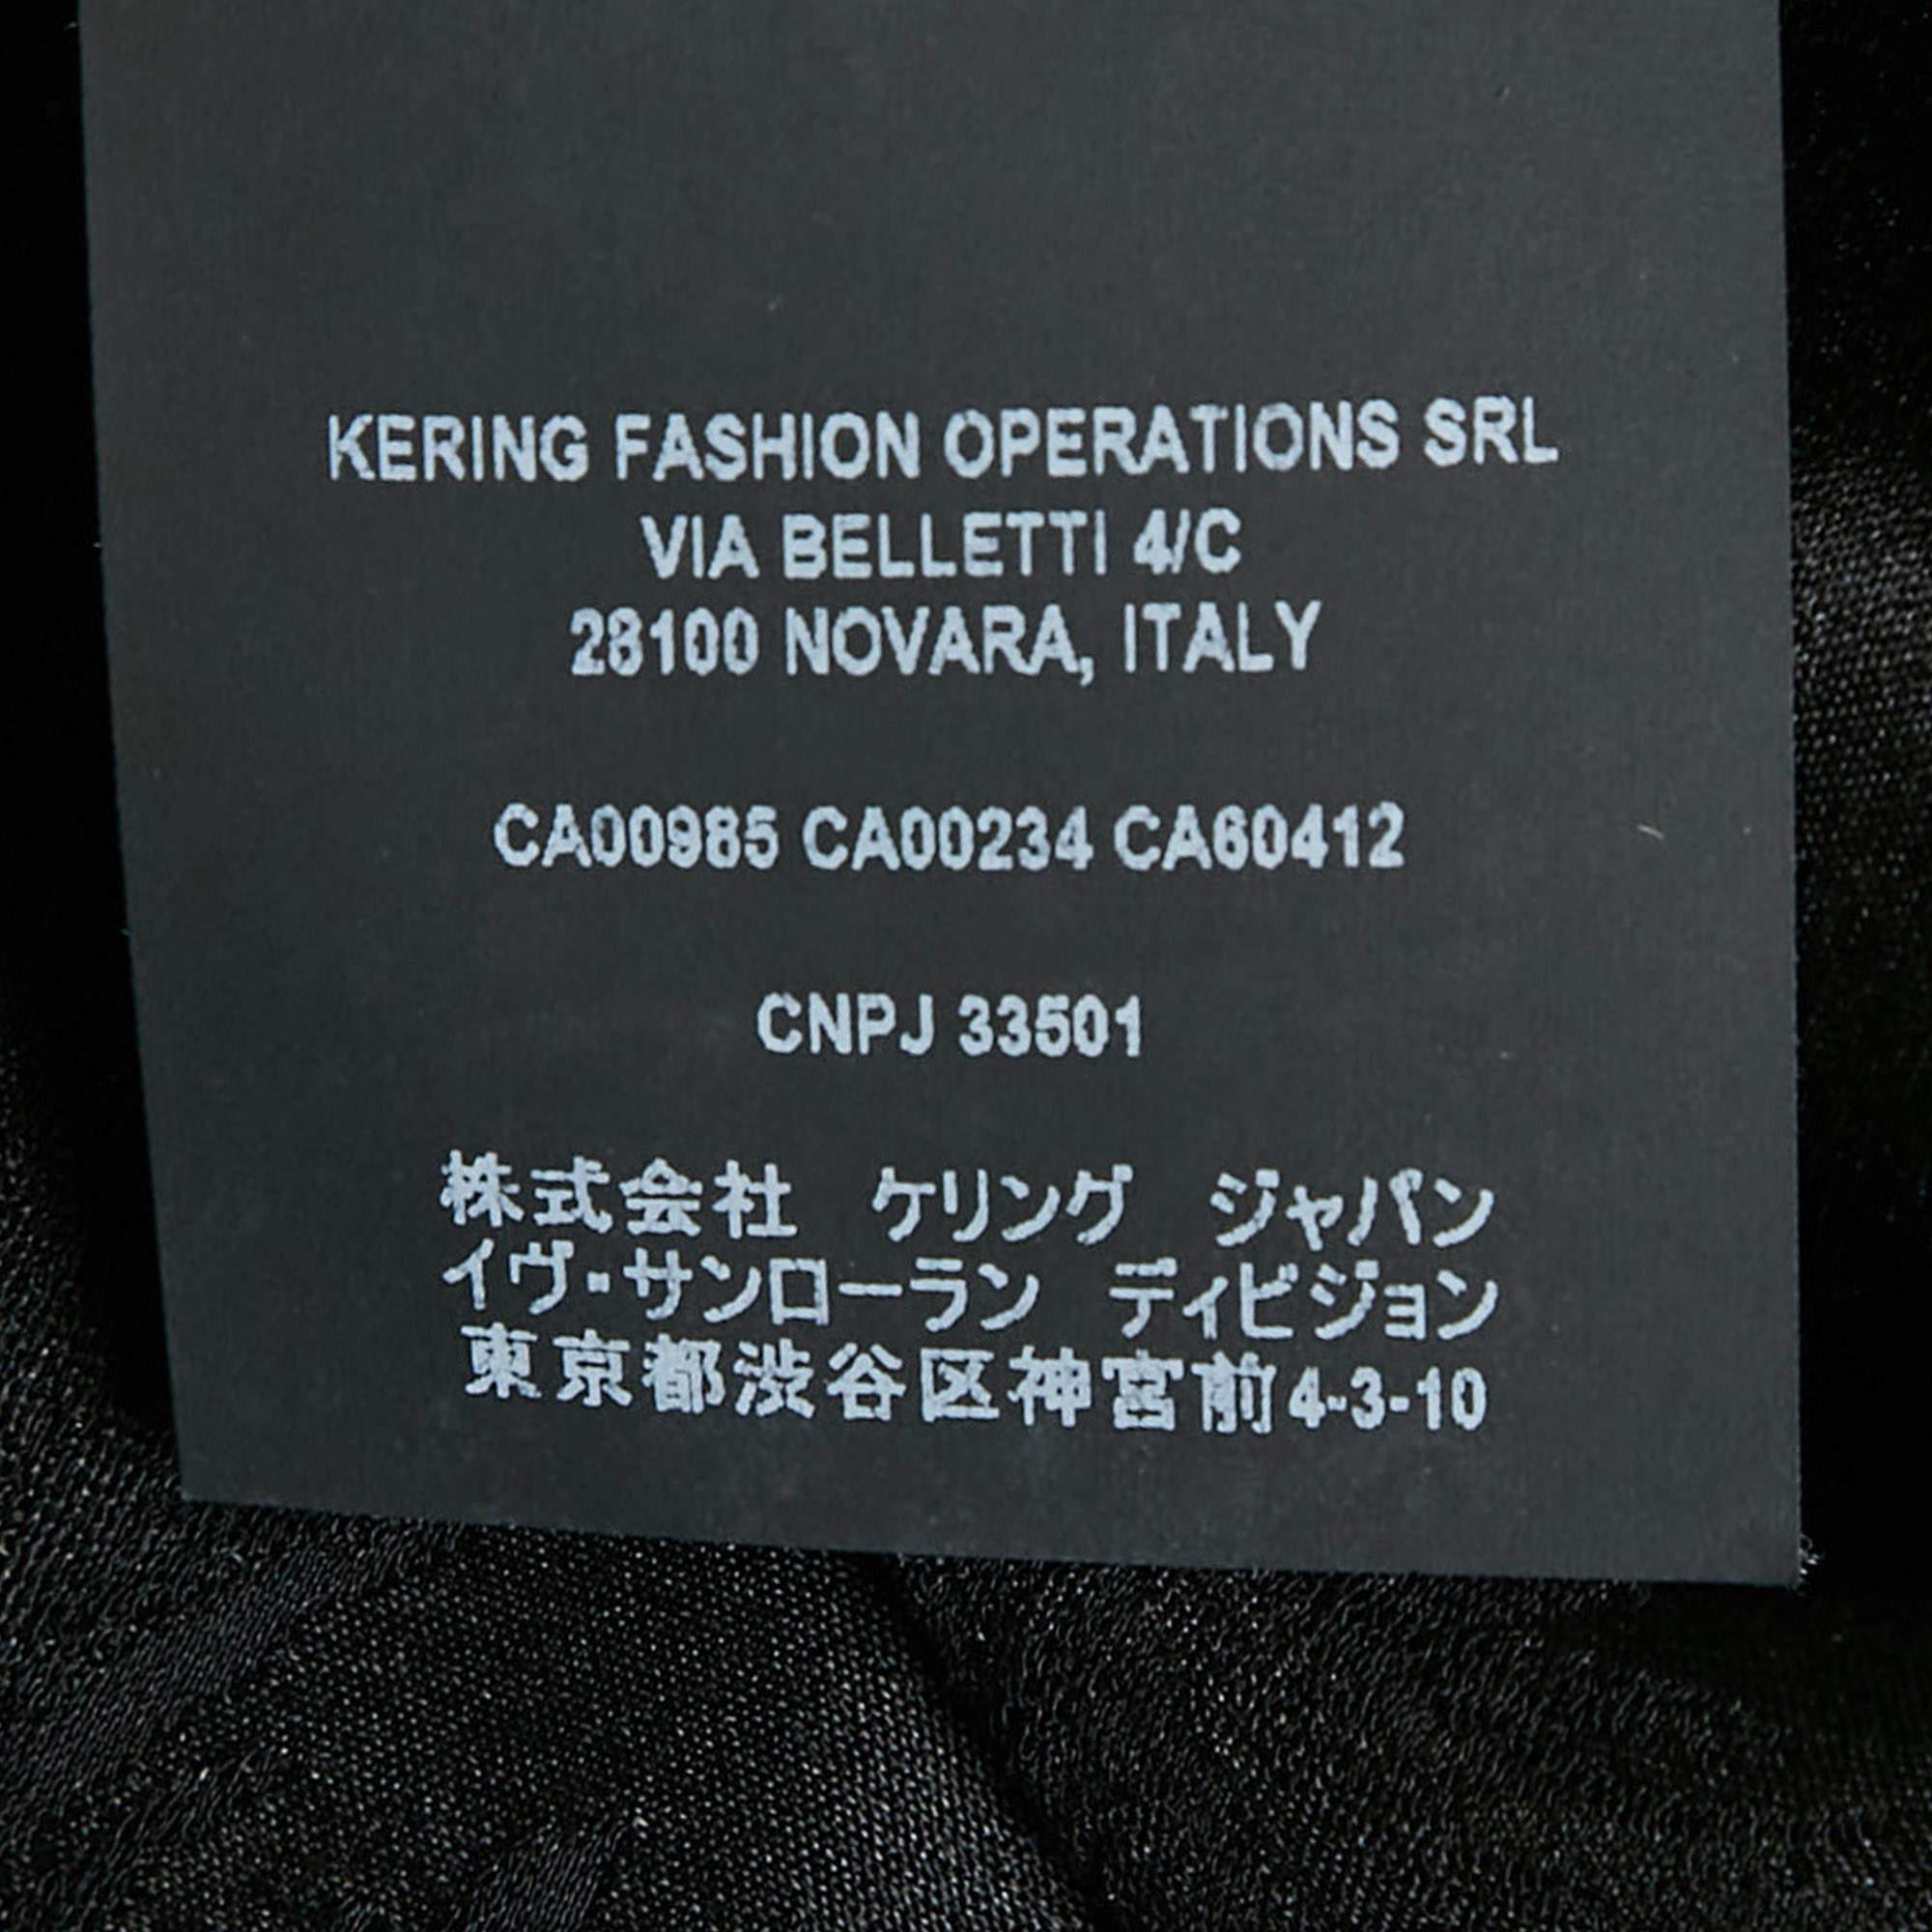 KERING FASHION OPERATIONS SRL
VIA BELLETTI 4/C
28100 NOVARA, ITALY
CA00985 CA00234 CA60412
CNPJ 33501
株式会社　ケリング　ジャパン
イヴ・サンローラン　ディビジョン
東京都渋谷区神宮前4-3-10